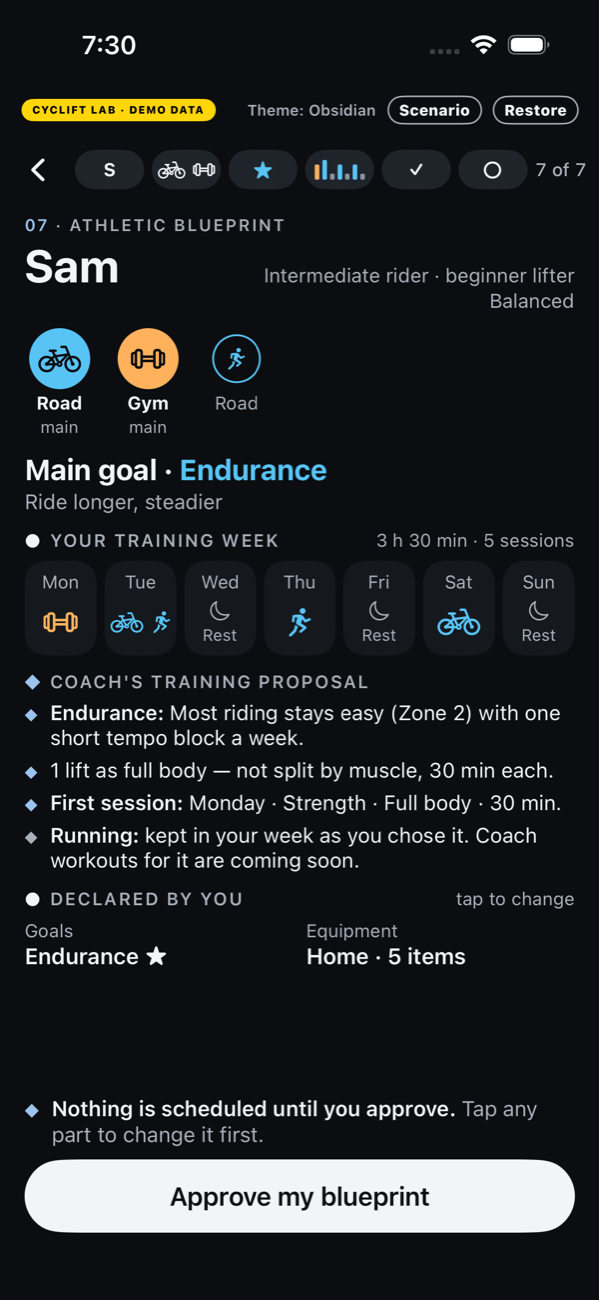 7:30
CYCLIFT LAB · DEMO DATA
Theme: Obsidian
Scenario
Restore
S
7 of 7
07 · ATHLETIC BLUEPRINT
Sam
Intermediate rider · beginner lifter
Balanced
Road
main
Gym
main
Road
Main goal · Endurance
Ride longer, steadier
YOUR TRAINING WEEK
3 h 30 min · 5 sessions
Mon
Tue
Wed
Rest
Thu
Fri
Rest
Sat
Sun
Rest
COACH'S TRAINING PROPOSAL
Endurance: Most riding stays easy (Zone 2) with one
short tempo block a week.
1 lift as full body — not split by muscle, 30 min each.
First session: Monday · Strength · Full body · 30 min.
Running: kept in your week as you chose it. Coach
workouts for it are coming soon.
DECLARED BY YOU
tap to change
Goals
Endurance ★
Equipment
Home · 5 items
Nothing is scheduled until you approve. Tap any
part to change it first.
Approve my blueprint